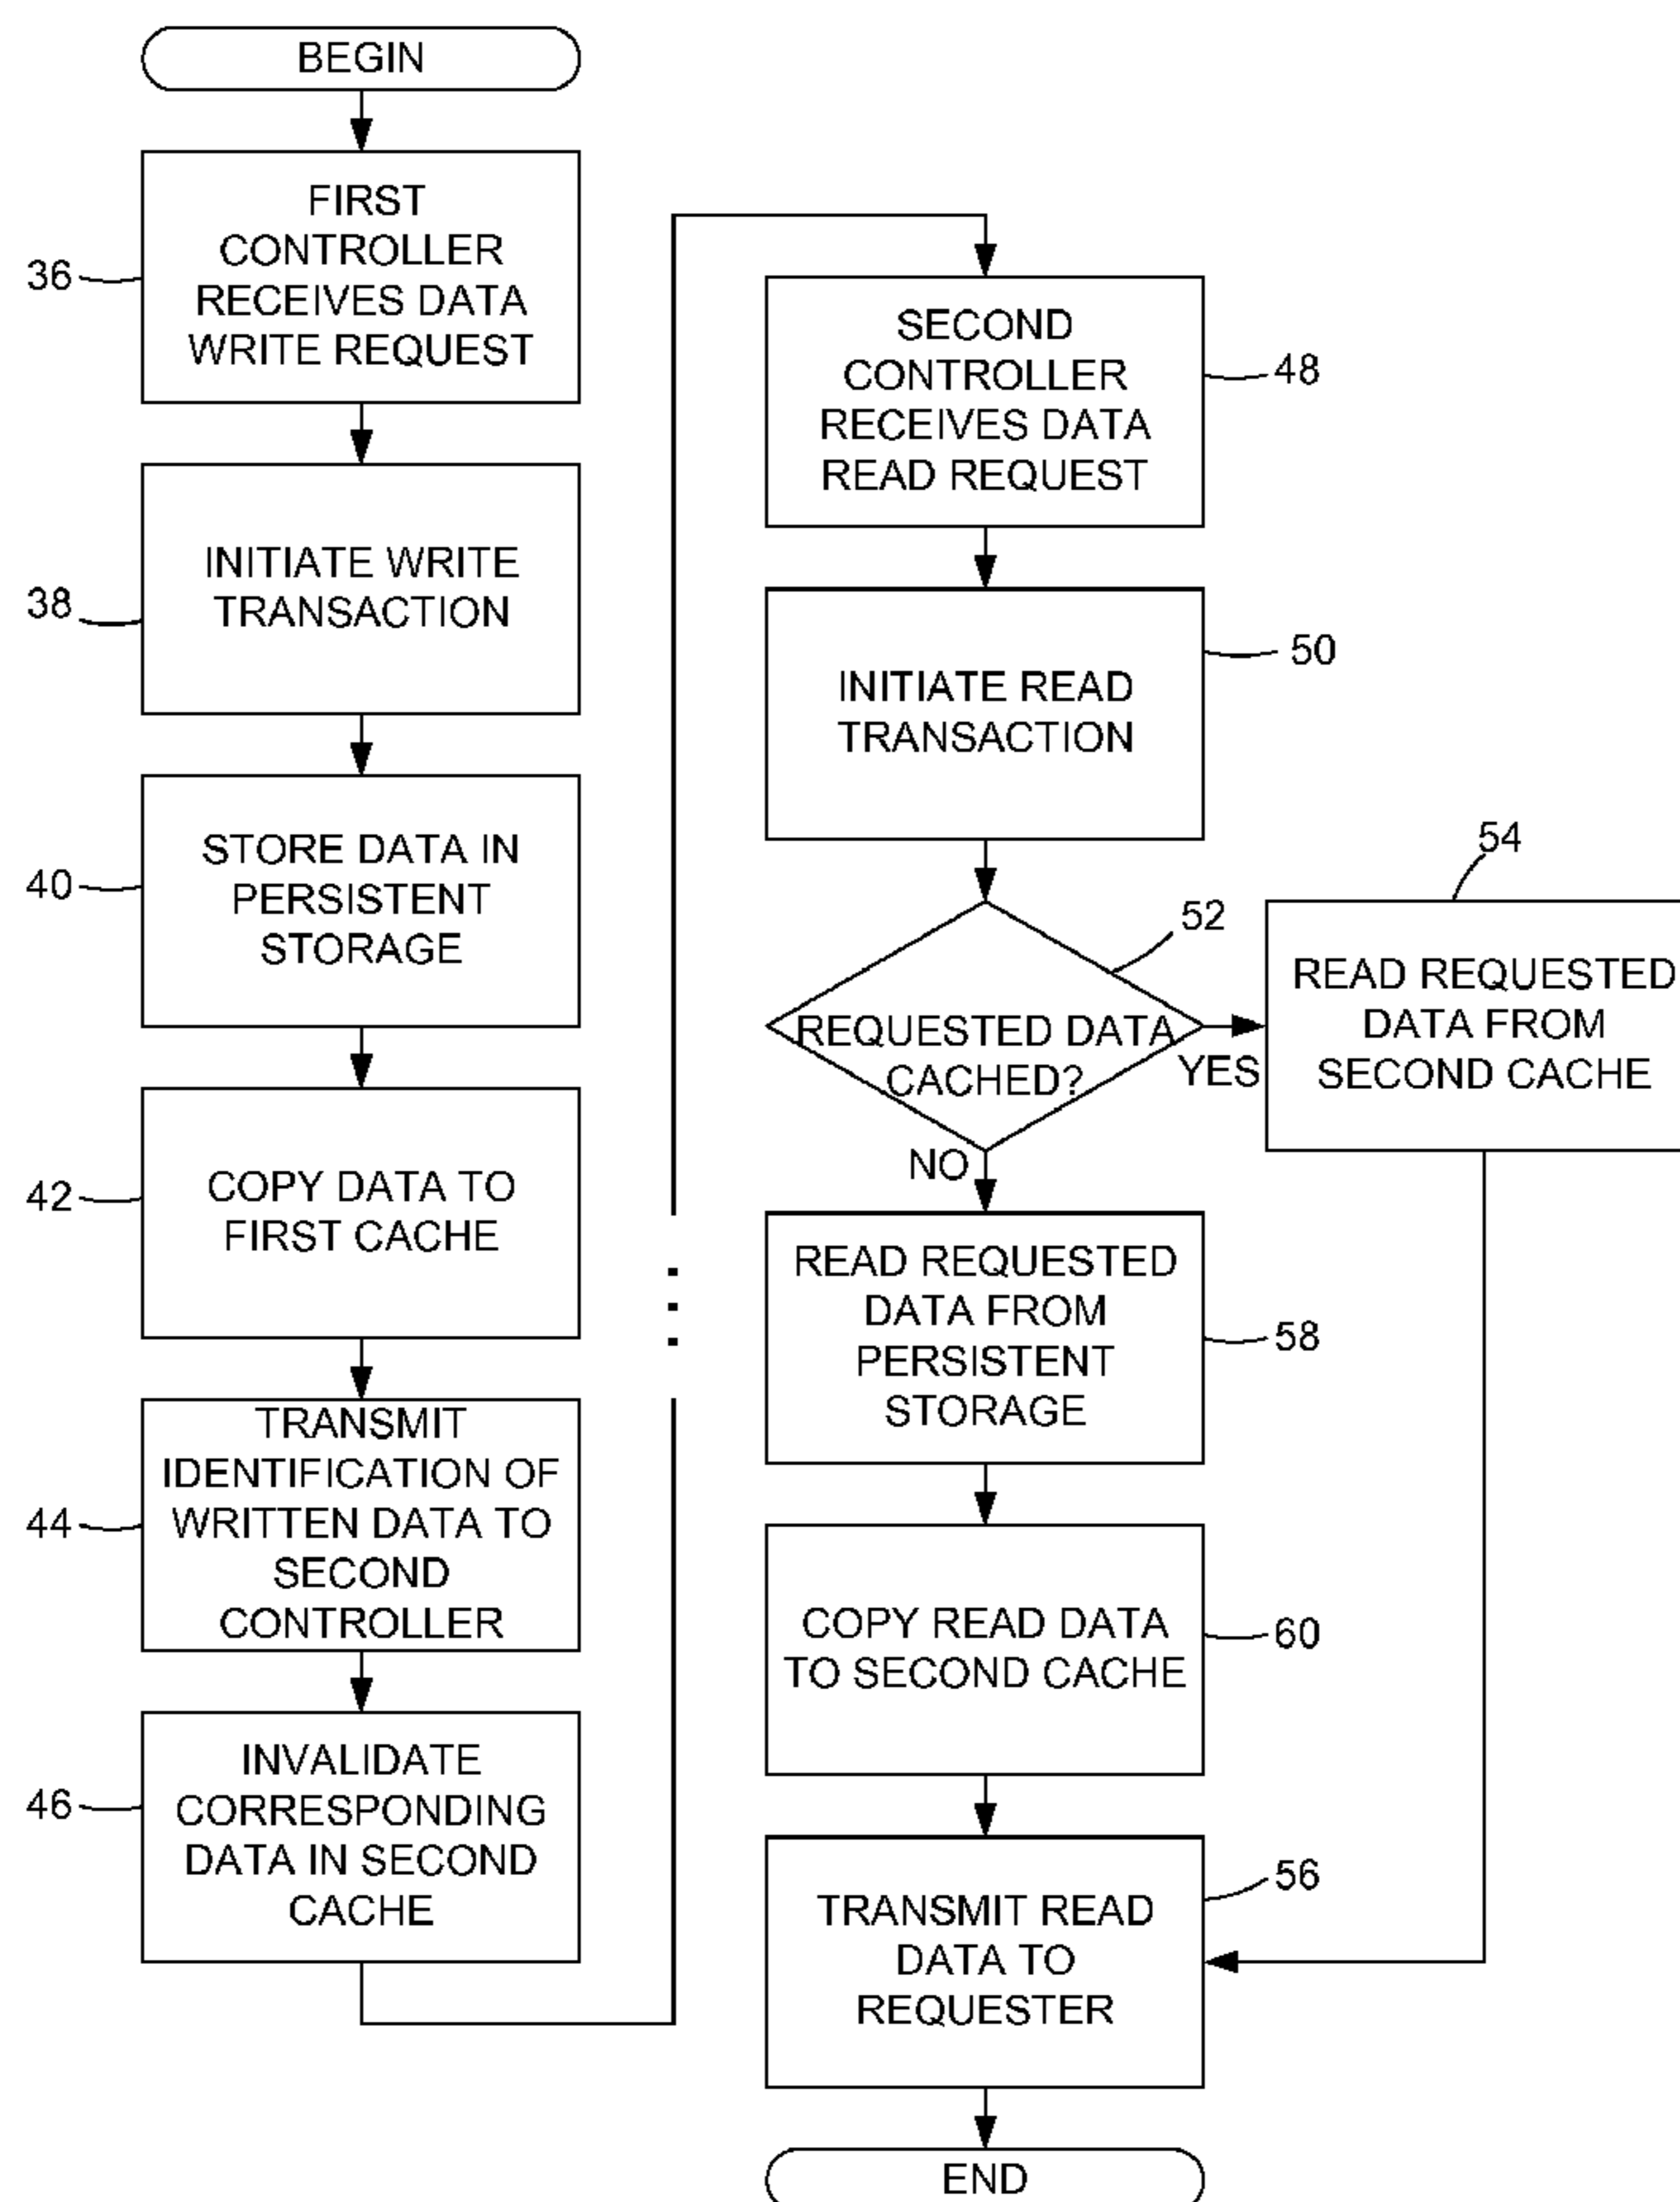 BEGIN
36
FIRST
CONTROLLER
RECEIVES DATA
WRITE REQUEST
38
INITIATE WRITE
TRANSACTION
40
STORE DATA IN
PERSISTENT
STORAGE
42
COPY DATA TO
FIRST CACHE
44
TRANSMIT
IDENTIFICATION OF
WRITTEN DATA TO
SECOND
CONTROLLER
46
INVALIDATE
CORRESPONDING
DATA IN SECOND
CACHE
SECOND
CONTROLLER
RECEIVES DATA
READ REQUEST
48
INITIATE READ
TRANSACTION
50
52
REQUESTED DATA
CACHED?
YES
NO
54
READ REQUESTED
DATA FROM
SECOND CACHE
READ REQUESTED
DATA FROM
PERSISTENT
STORAGE
58
COPY READ DATA
TO SECOND CACHE
60
TRANSMIT READ
DATA TO
REQUESTER
56
END